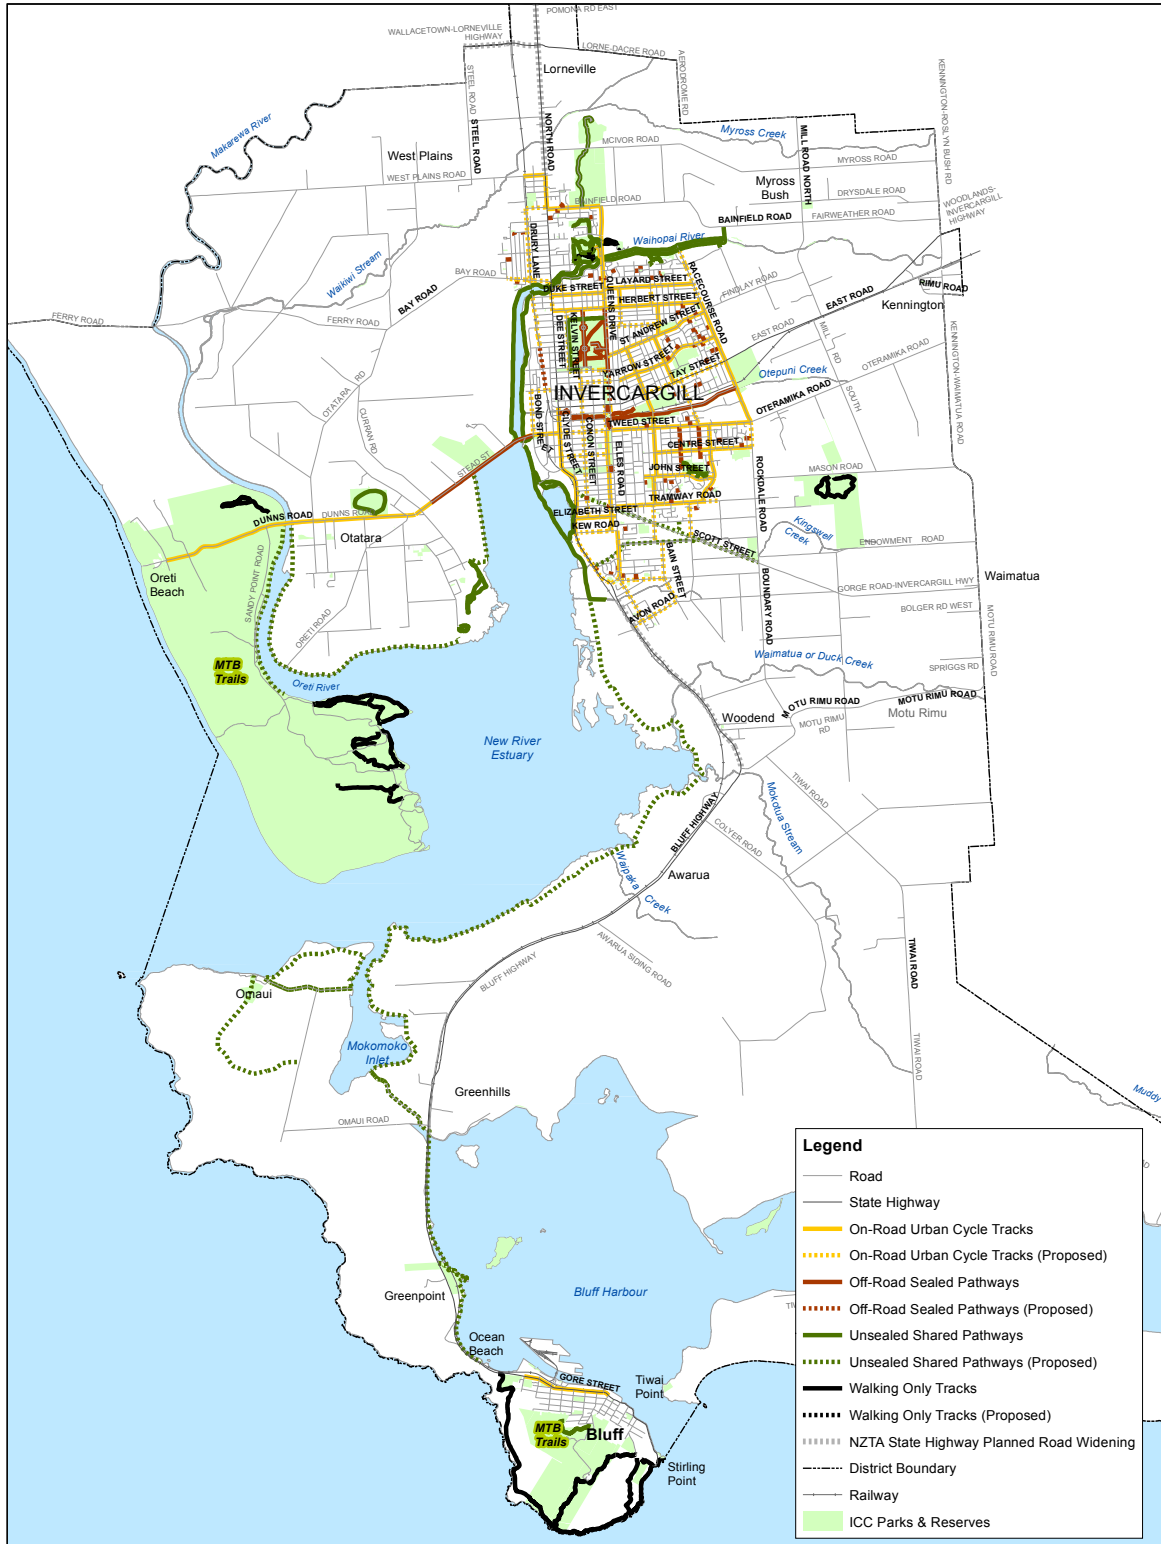 POMONA RD EAST
WALLACETOWN-LORNEVILLE
HIGHWAY
LORNE-DACRE ROAD
Lorneville
AERODROME RD
KENNINGTON-ROSLYN BUSH RD
STEEL ROAD
STEEL ROAD
NORTH ROAD
Makarewa River
Myross Creek
MILL ROAD NORTH
MCIVOR ROAD
West Plains
MYROSS ROAD
WEST PLAINS ROAD
Myross
Bush
DRYSDALE ROAD
WOODLANDS-
INVERCARGILL
HIGHWAY
BAINFIELD ROAD
BAINFIELD ROAD
FAIRWEATHER ROAD
DRURY LANE
Waihopai River
Waikiwi Stream
BAY ROAD
BAY ROAD
LAYARD STREET
RACECOURSE ROAD
FINDLAY ROAD
EAST ROAD
RIMU ROAD
DUKE STREET
QUEENS DRIVE
HERBERT STREET
Kennington
FERRY ROAD
FERRY ROAD
DEE STREET
KELVIN STREET
ST ANDREW STREET
EAST ROAD
MILL RD
SOUTH
KENNINGTON-WAIMATUA ROAD
YARROW STREET
TAY STREET
Otepuni Creek
OTERAMIKA ROAD
OTERAMIKA ROAD
INVERCARGILL
OTATARA RD
CURRAN RD
BOND STREET
CLYDE STREET
CONON STREET
ELLES ROAD
TWEED STREET
CENTRE STREET
STEAD ST
JOHN STREET
ROCKDALE ROAD
MASON ROAD
TRAMWAY ROAD
DUNNS ROAD
DUNNS ROAD
ELIZABETH STREET
KEW ROAD
Otatara
SCOTT STREET
Kingswell
Creek
ENDOWMENT ROAD
BAIN STREET
Oreti
Beach
SANDY POINT ROAD
BOUNDARY ROAD
GORGE ROAD-INVERCARGILL HWY
Waimatua
AVON ROAD
BOLGER RD WEST
MOTU RIMU ROAD
ORETI ROAD
Waimatua or Duck Creek
SPRIGGS RD
MTB
Trails
Oreti River
MOTU RIMU ROAD
MOTU RIMU ROAD
Woodend
MOTU RIMU
RD
Motu Rimu
New River
Estuary
TIWAI ROAD
Mokotua Stream
BLUFF HIGHWAY
COLYER ROAD
Waipaka
Creek
Awarua
AWARUA SIDING ROAD
BLUFF HIGHWAY
TIWAI ROAD
Omaui
Mokomoko
Inlet
TIWAI ROAD
Greenhills
Muddy
OMAUI ROAD
Bluff Harbour
Greenpoint
Ocean
Beach
GORE STREET
Tiwai
Point
MTB
Trails
Bluff
Stirling
Point
Legend
Road
State Highway
On-Road Urban Cycle Tracks
On-Road Urban Cycle Tracks (Proposed)
Off-Road Sealed Pathways
Off-Road Sealed Pathways (Proposed)
Unsealed Shared Pathways
Unsealed Shared Pathways (Proposed)
Walking Only Tracks
Walking Only Tracks (Proposed)
NZTA State Highway Planned Road Widening
District Boundary
Railway
ICC Parks & Reserves